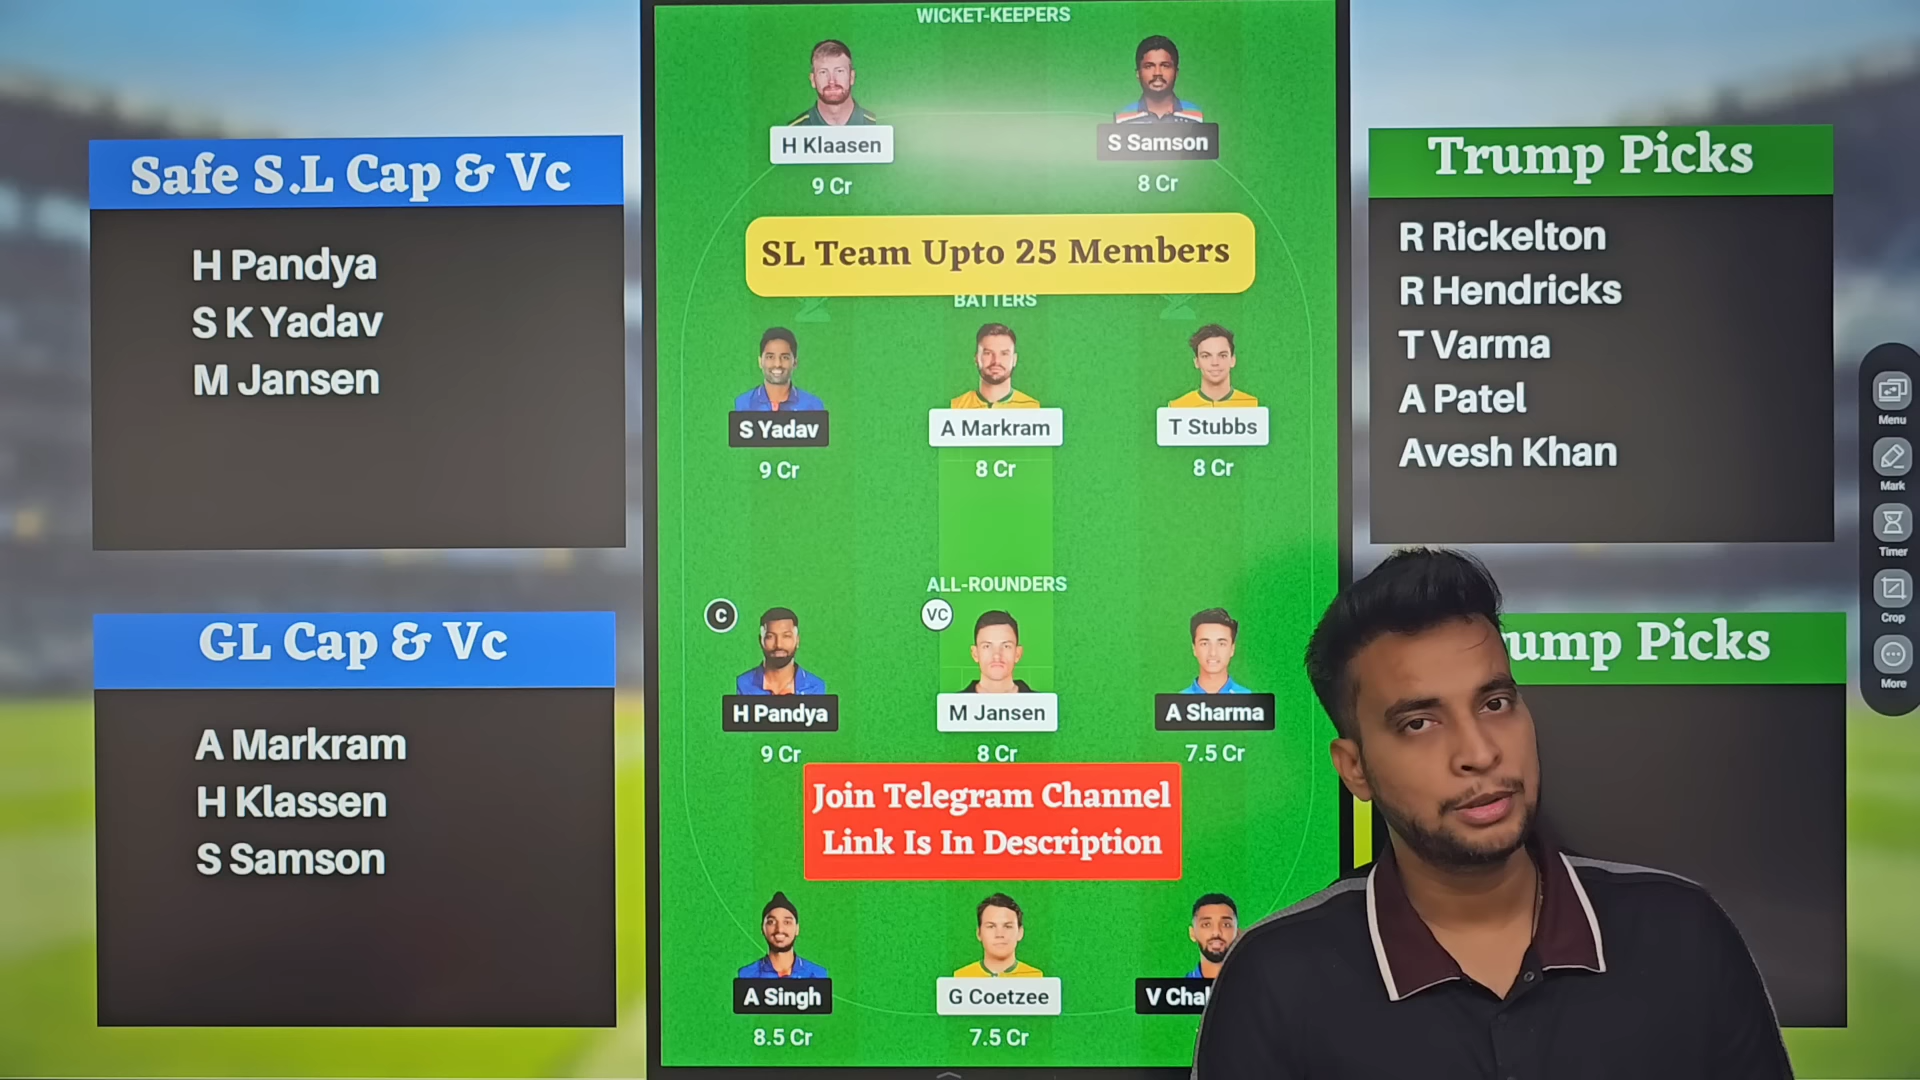 Safe S.L Cap & Vc
H Pandya
S K Yadav
M Jansen
GL Cap & Vc
A Markram
H Klassen
S Samson
WICKET-KEEPERS
H Klaasen
S Samson
9 Cr
8 Cr
SL Team Upto 25 Members
BATTERS
S Yadav
A Markram
T Stubbs
9 Cr
8 Cr
8 Cr
ALL-ROUNDERS
C
VC
H Pandya
M Jansen
A Sharma
9 Cr
8 Cr
7.5 Cr
Join Telegram Channel
Link Is In Description
A Singh
G Coetzee
V Cha
8.5 Cr
7.5 Cr
Trump Picks
R Rickelton
R Hendricks
T Varma
A Patel
Avesh Khan
ump Picks
Menu
Mark
Timer
Crop
More